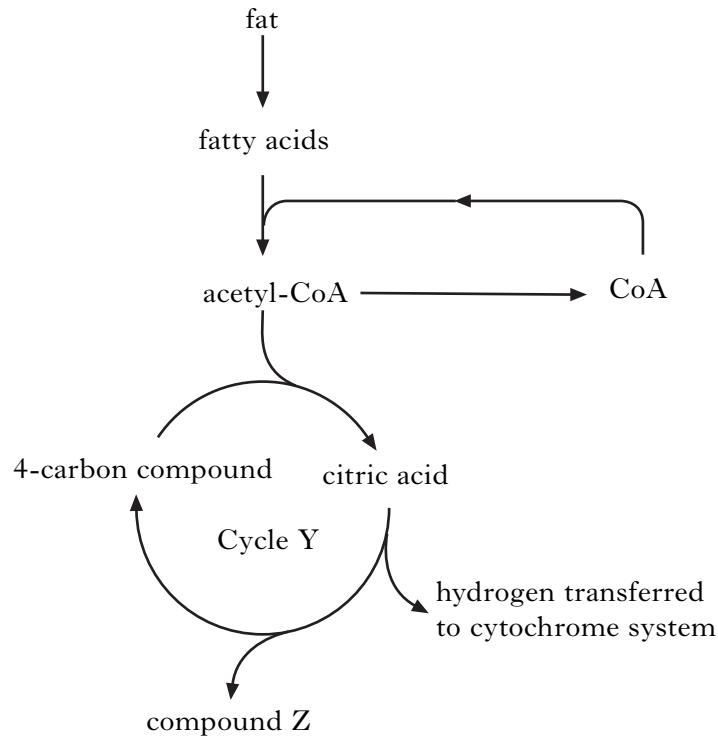 fat
fatty acids
acetyl-CoA
CoA
4-carbon compound
citric acid
Cycle Y
hydrogen transferred
to cytochrome system
compound Z